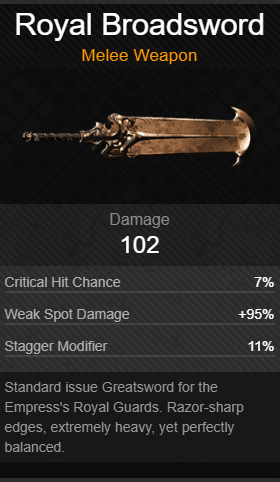 Royal Broadsword
Melee Weapon
Damage
102
Critical Hit Chance 7%
Weak Spot Damage +95%
Stagger Modifier 11%
Standard issue Greatsword for the
Empress's Royal Guards. Razor-sharp
edges, extremely heavy, yet perfectly
balanced.